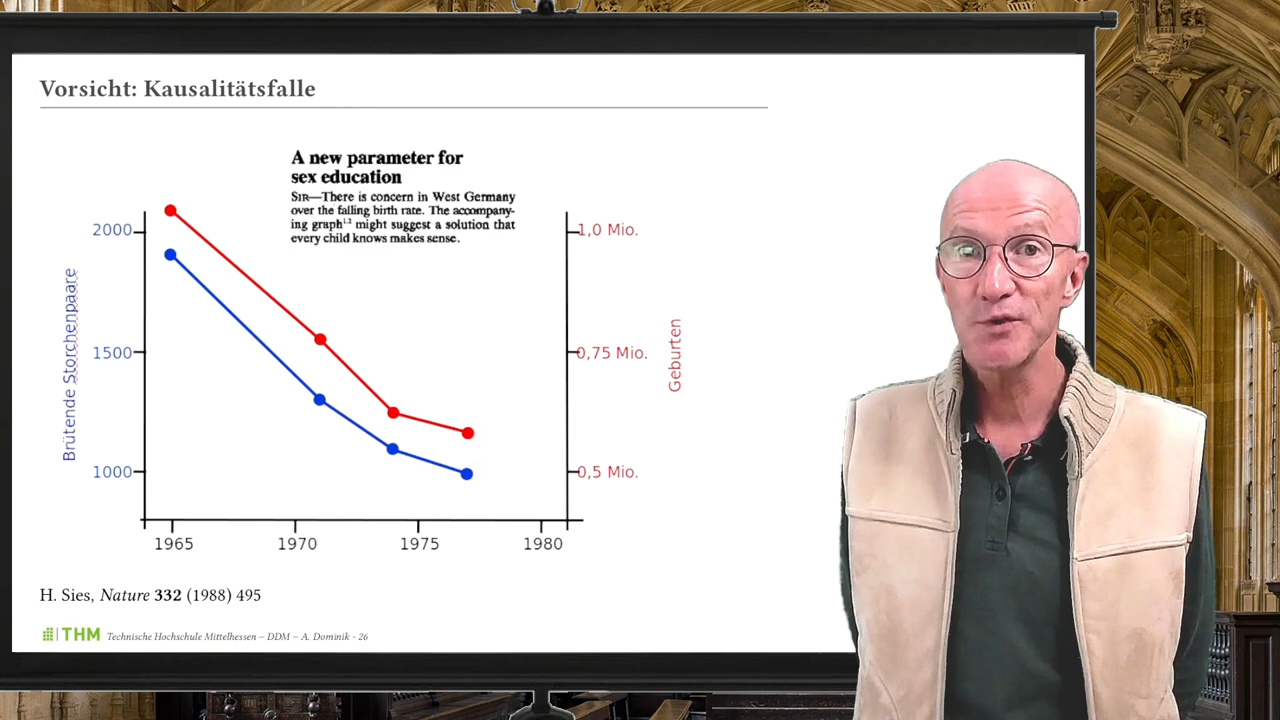 Vorsicht: Kausalitätsfalle
A new parameter for
sex education
SIR—There is concern in West Germany
over the falling birth rate. The accompany-
ing graph¹,² might suggest a solution that
every child knows makes sense.
Brütende Storchenpaare
2000
1500
1000
1,0 Mio.
0,75 Mio.
0,5 Mio.
Geburten
1965 1970 1975 1980
H. Sies, Nature 332 (1988) 495
THM Technische Hochschule Mittelhessen – DDM – A. Dominik - 26